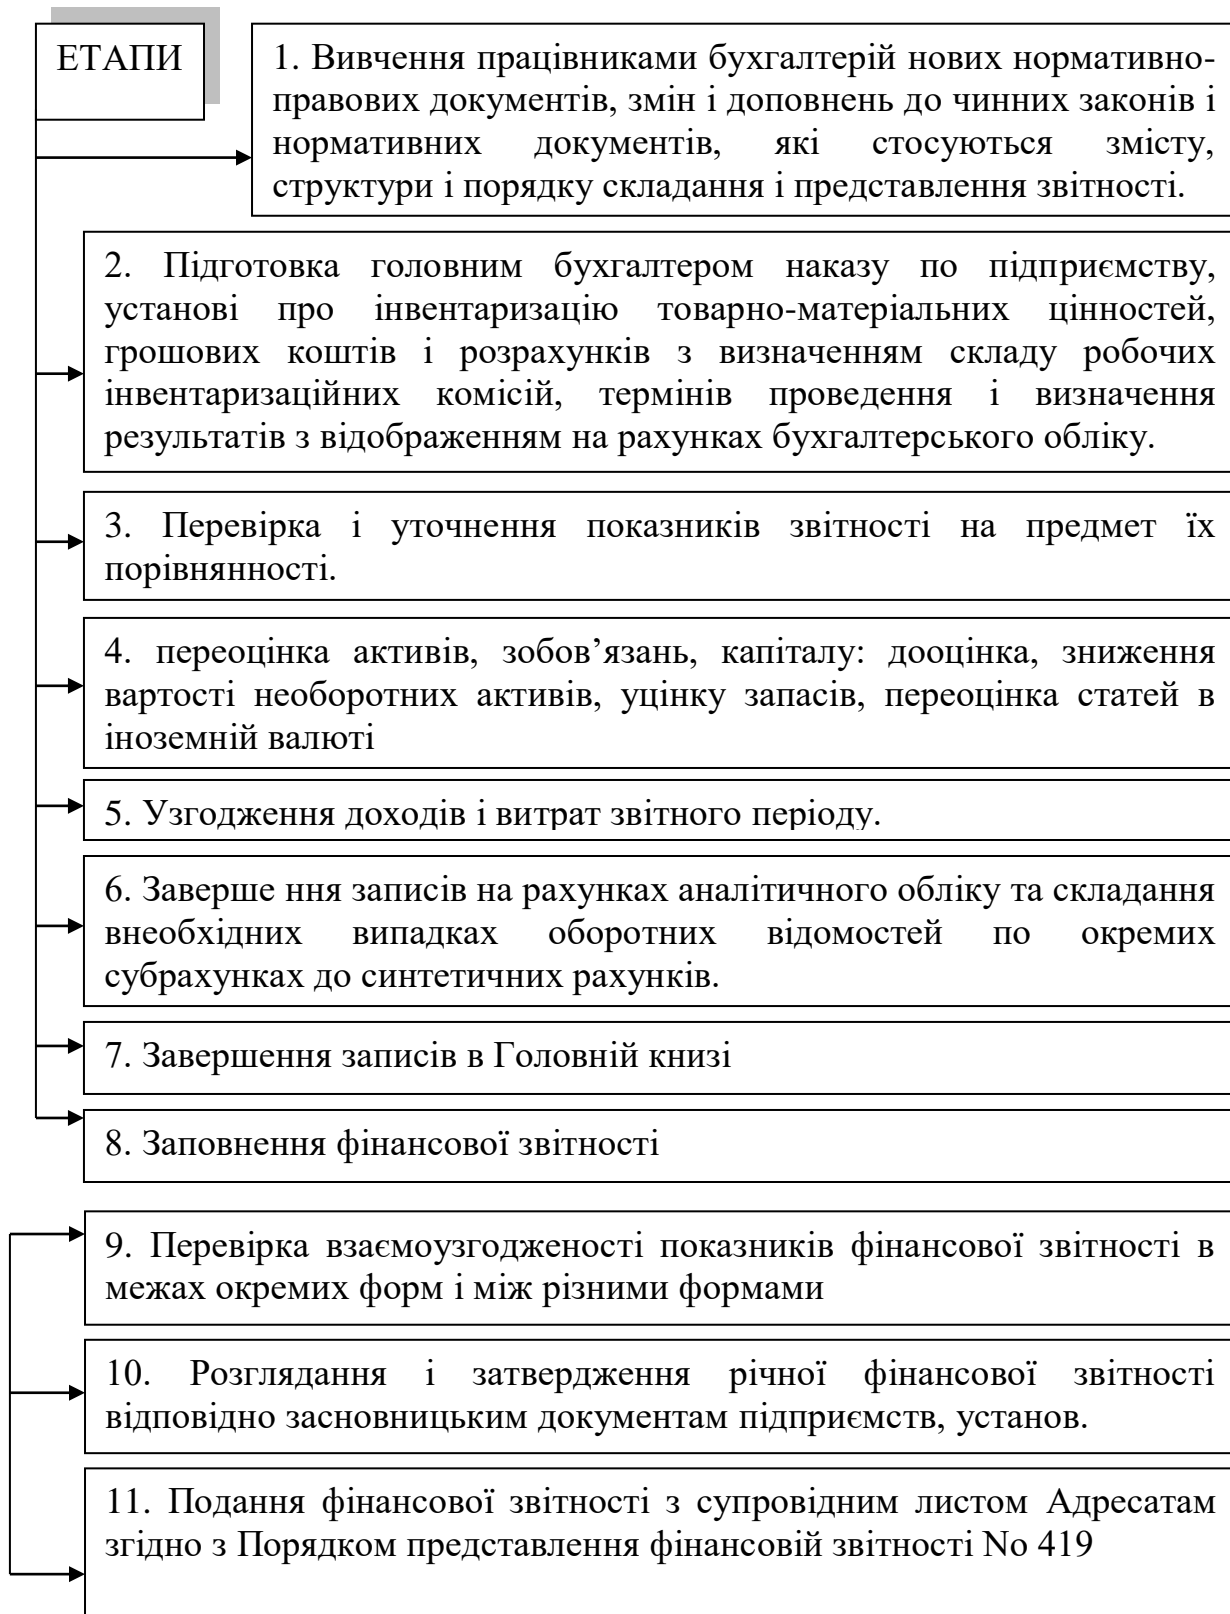 ЕТАПИ
1. Вивчення працівниками бухгалтерій нових нормативно-
правових документів, змін і доповнень до чинних законів і
нормативних документів, які стосуються змісту,
структури і порядку складання і представлення звітності.
2. Підготовка головним бухгалтером наказу по підприємству,
установі про інвентаризацію товарно-матеріальних цінностей,
грошових коштів і розрахунків з визначенням складу робочих
інвентаризаційних комісій, термінів проведення і визначення
результатів з відображенням на рахунках бухгалтерського обліку.
3. Перевірка і уточнення показників звітності на предмет їх
порівнянності.
4. переоцінка активів, зобов’язань, капіталу: дооцінка, зниження
вартості необоротних активів, уцінку запасів, переоцінка статей в
іноземній валюті
5. Узгодження доходів і витрат звітного періоду.
6. Заверше ння записів на рахунках аналітичного обліку та складання
внеобхідних випадках оборотних відомостей по окремих
субрахунках до синтетичних рахунків.
7. Завершення записів в Головній книзі
8. Заповнення фінансової звітності
9. Перевірка взаємоузгодженості показників фінансової звітності в
межах окремих форм і між різними формами
10. Розглядання і затвердження річної фінансової звітності
відповідно засновницьким документам підприємств, установ.
11. Подання фінансової звітності з супровідним листом Адресатам
згідно з Порядком представлення фінансовій звітності No 419